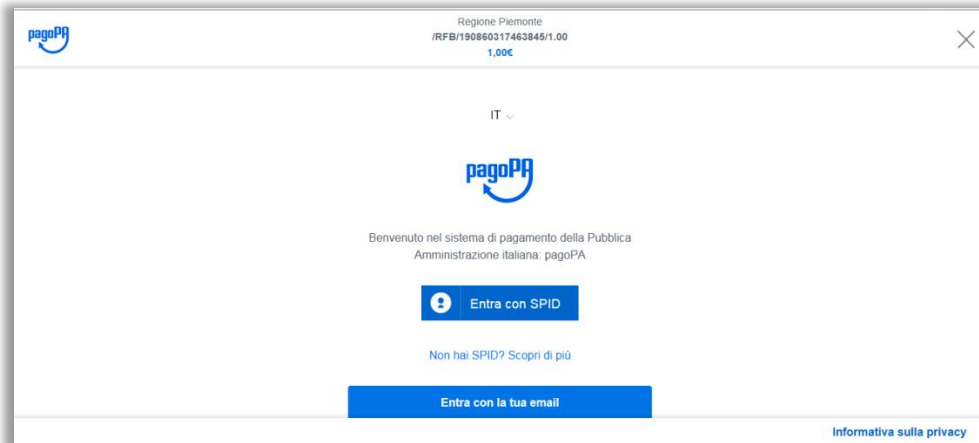 pagoPA
Regione Piemonte
/RFB/190860317463845/1.00
1,00€
IT
pagoPA
Benvenuto nel sistema di pagamento della Pubblica
Amministrazione italiana: pagoPA
Entra con SPID
Non hai SPID? Scopri di più
Entra con la tua email
Informativa sulla privacy